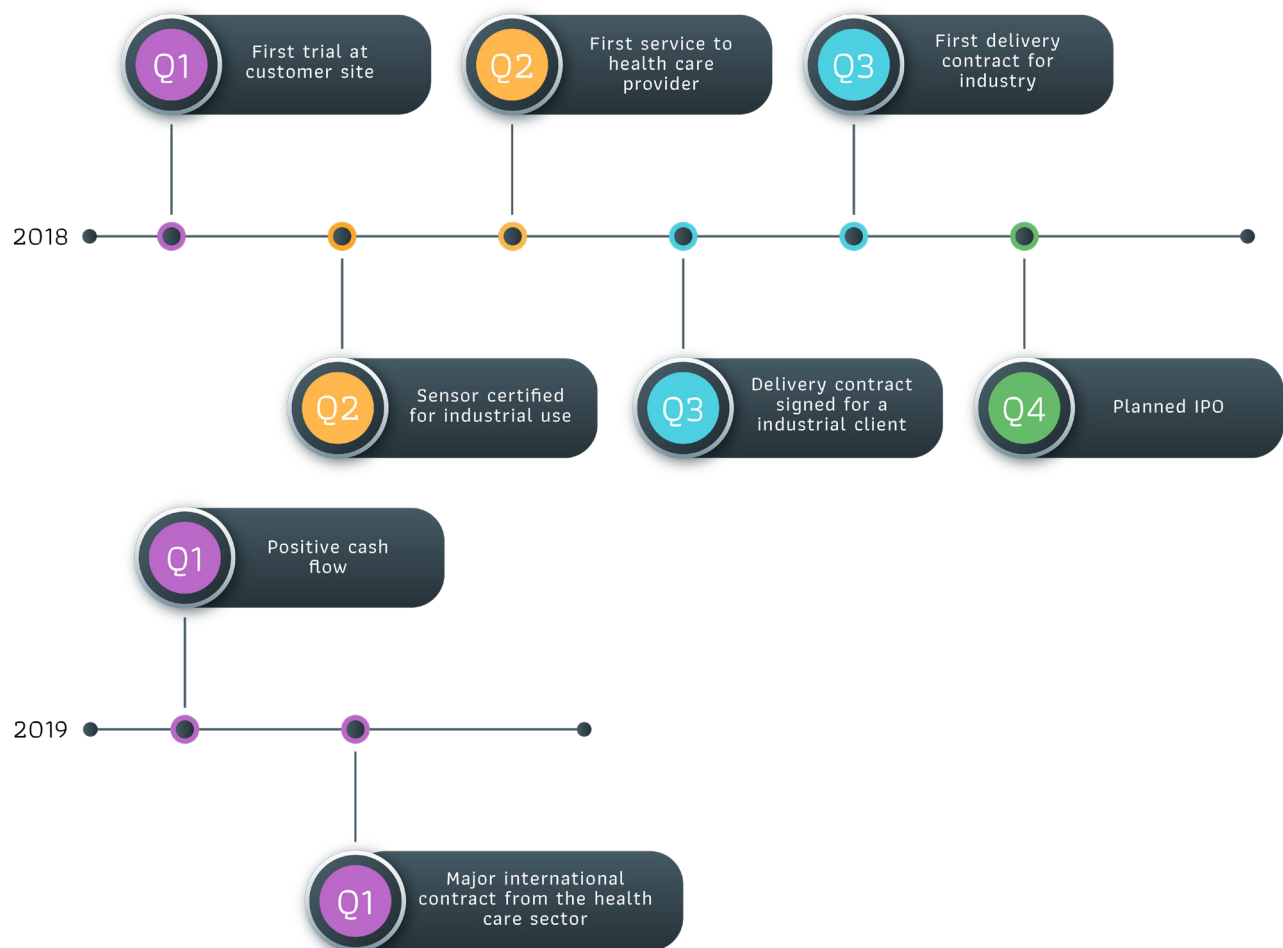 Q1
First trial at
customer site
Q2
First service to
health care
provider
Q3
First delivery
contract for
industry
2018
Q2
Sensor certified
for industrial use
Q3
Delivery contract
signed for a
industrial client
Q4
Planned IPO
Q1
Positive cash
flow
2019
Q1
Major international
contract from the health
care sector